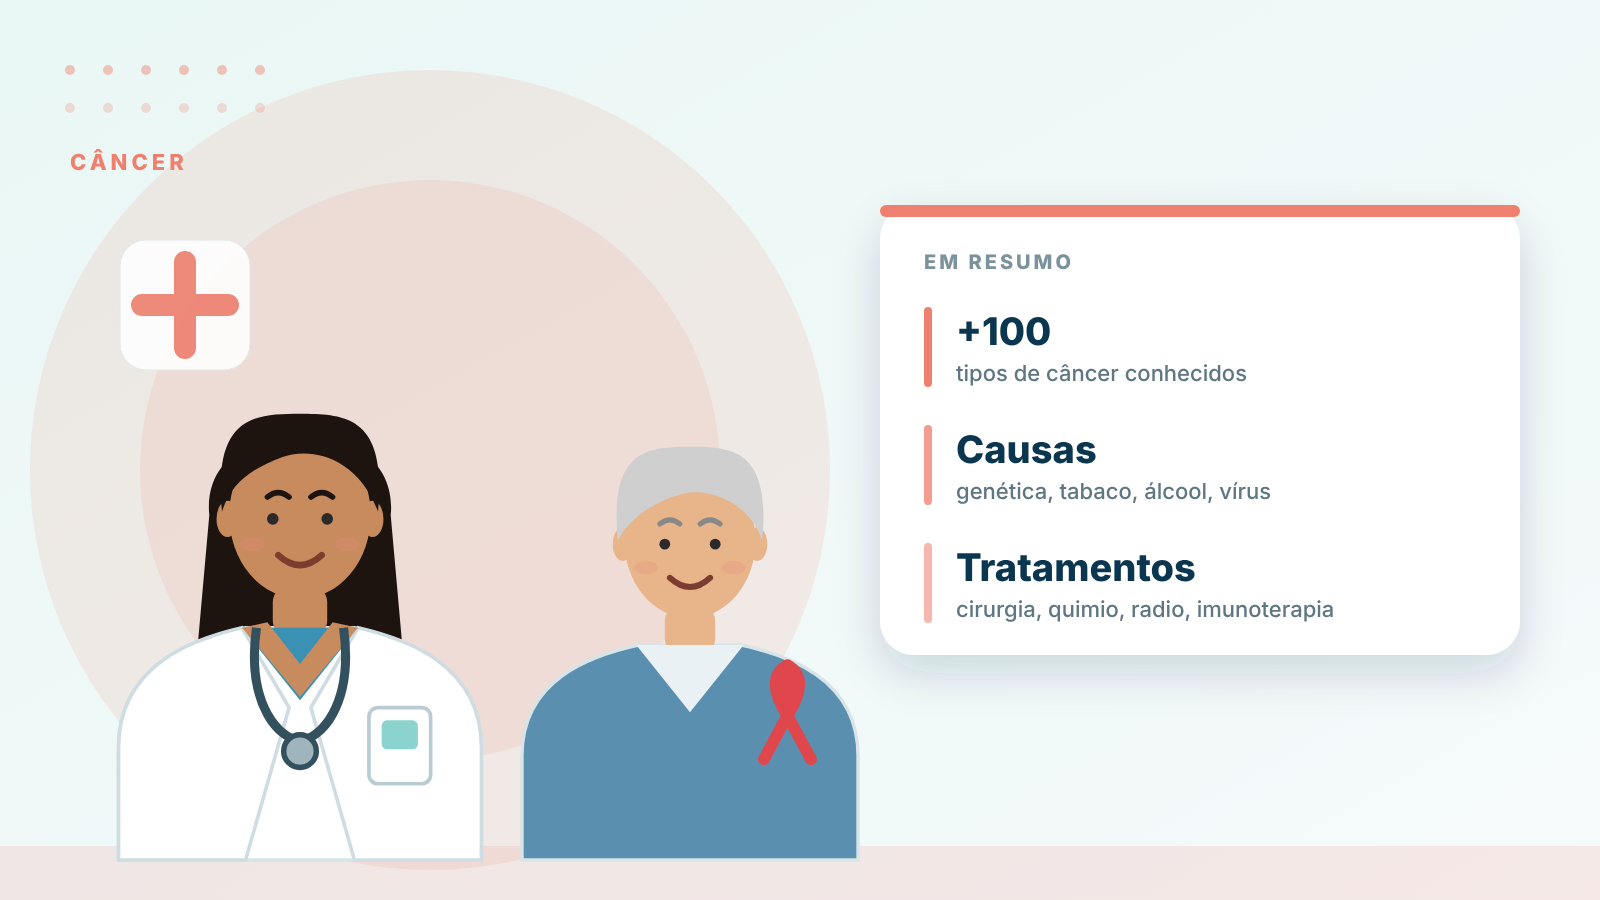 CÂNCER
EM RESUMO
+100
tipos de câncer conhecidos
Causas
genética, tabaco, álcool, vírus
Tratamentos
cirurgia, quimio, radio, imunoterapia